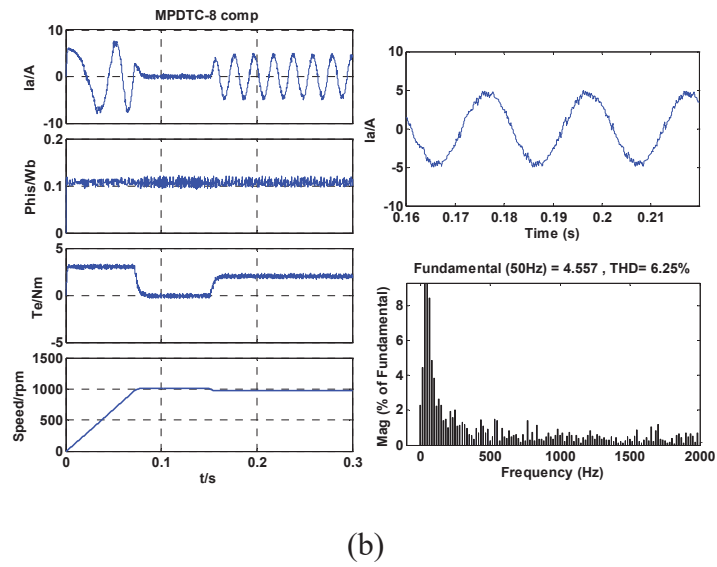 MPDTC-8 comp
10
0
-10
Ia/A
0.2
0.1
0
Phis/Wb
5
0
-5
Te/Nm
1500
1000
500
0
Speed/rpm
0 0.1 0.2 0.3
t/s
10
5
0
-5
-10
Ia/A
0.16 0.17 0.18 0.19 0.2 0.21
Time (s)
Fundamental (50Hz) = 4.557 , THD= 6.25%
8
6
4
2
0
Mag (% of Fundamental)
0 500 1000 1500 2000
Frequency (Hz)
(b)